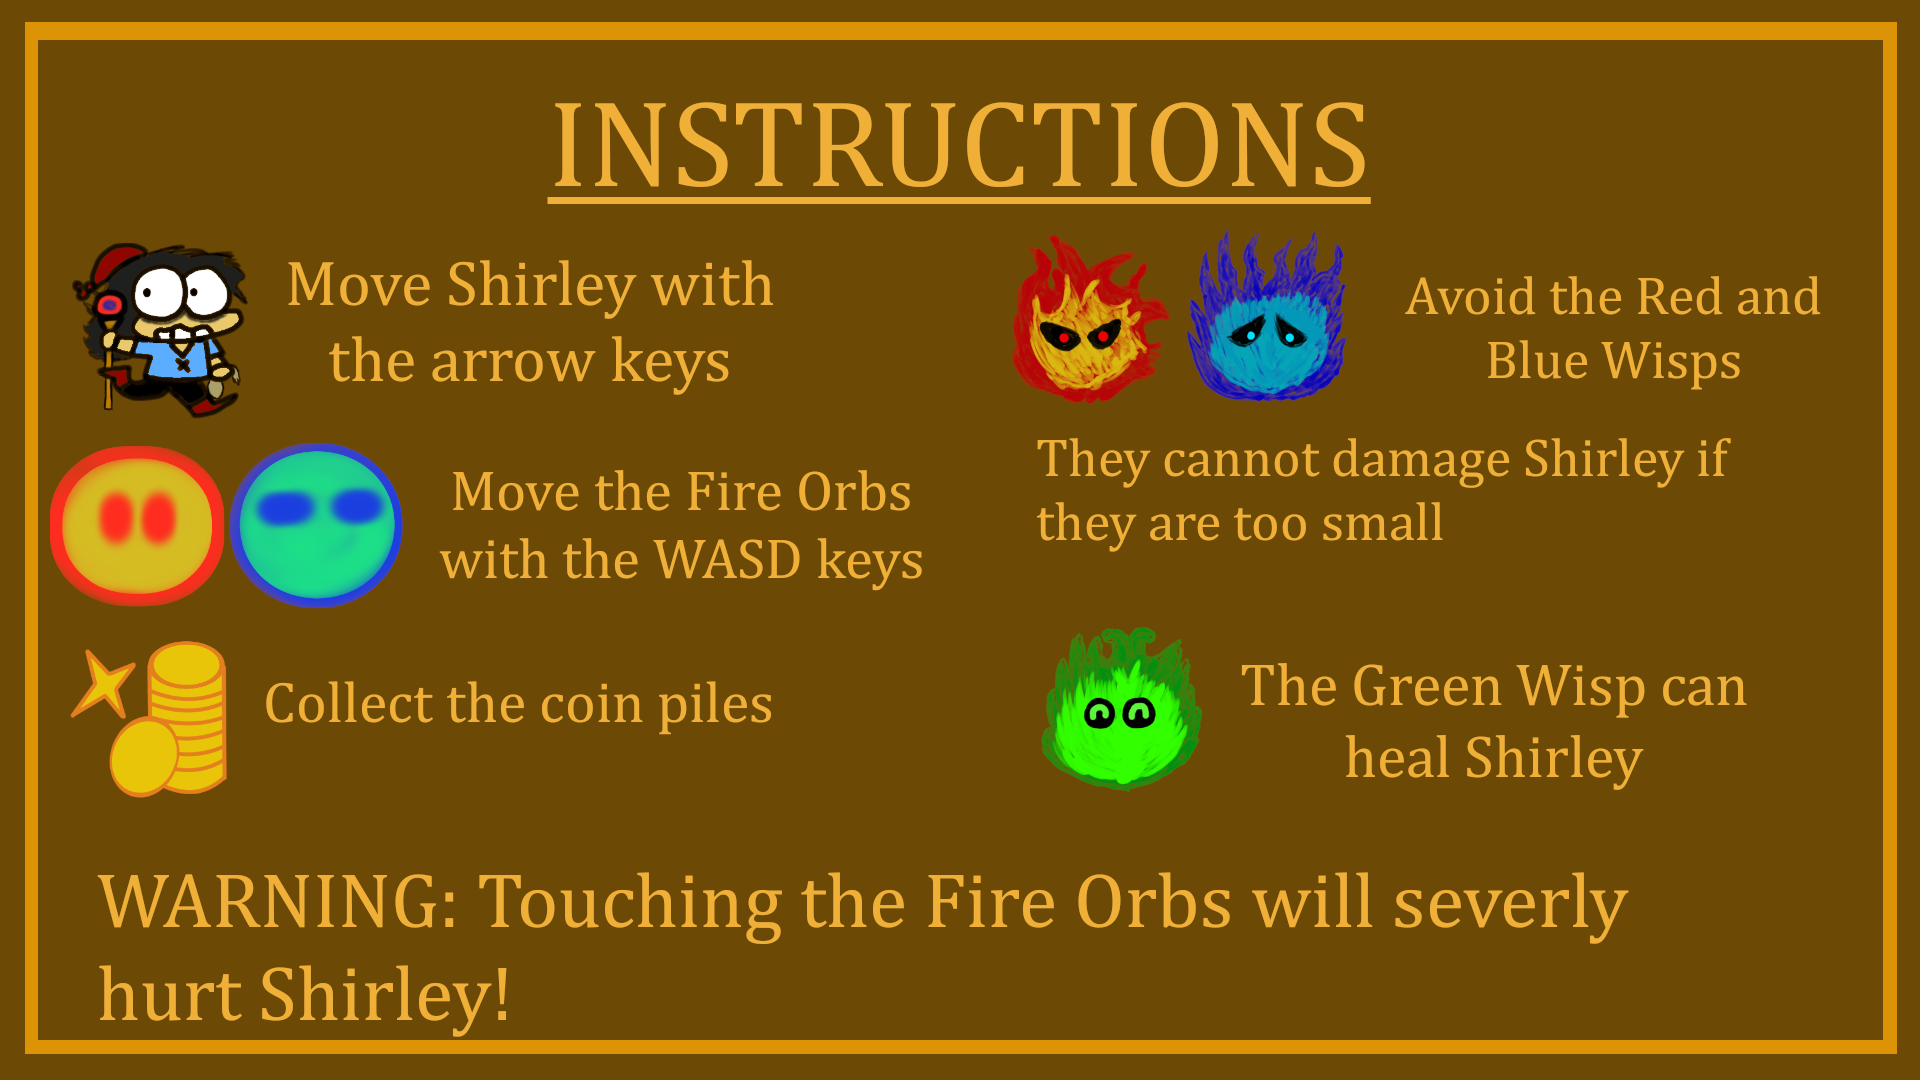 INSTRUCTIONS
Move Shirley with
the arrow keys
Move the Fire Orbs
with the WASD keys
Collect the coin piles
Avoid the Red and
Blue Wisps
They cannot damage Shirley if
they are too small
The Green Wisp can
heal Shirley
WARNING: Touching the Fire Orbs will severly
hurt Shirley!